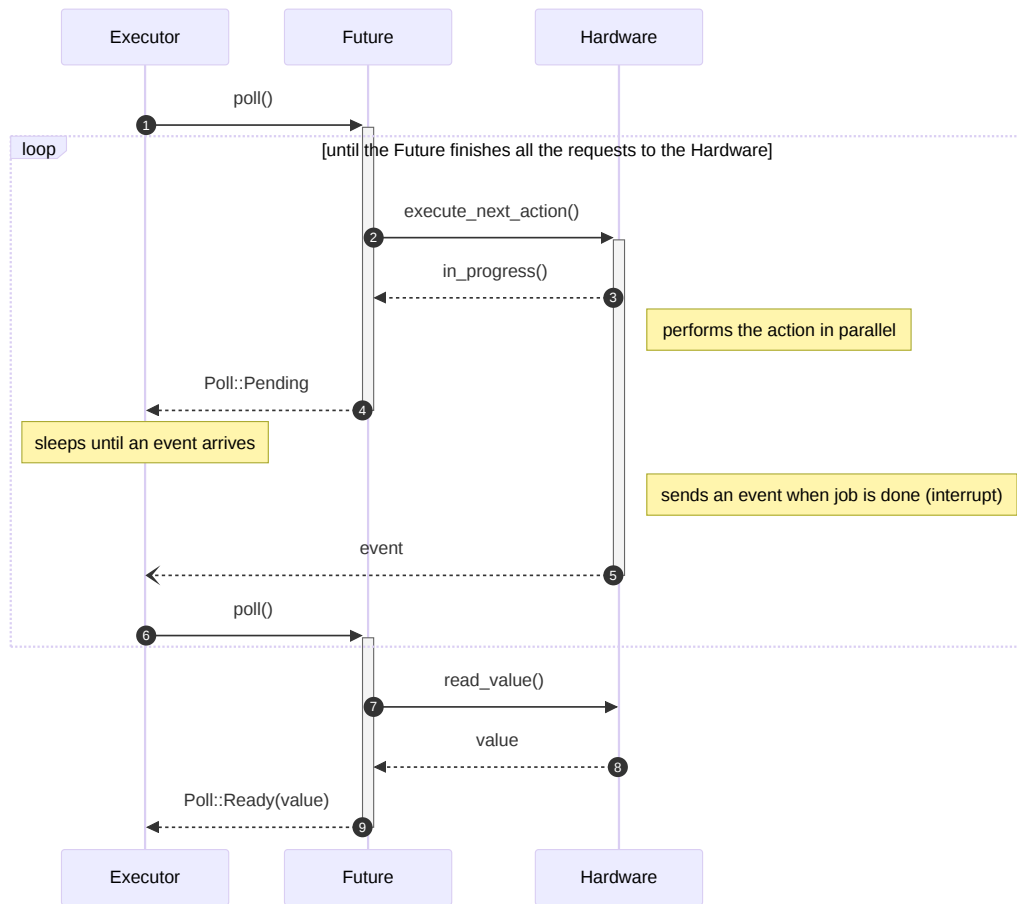 Executor
Future
Hardware
poll()
1
loop
[until the Future finishes all the requests to the Hardware]
execute_next_action()
2
in_progress()
3
performs the action in parallel
Poll::Pending
4
sleeps until an event arrives
sends an event when job is done (interrupt)
event
5
poll()
6
read_value()
7
value
8
Poll::Ready(value)
9
Executor
Future
Hardware